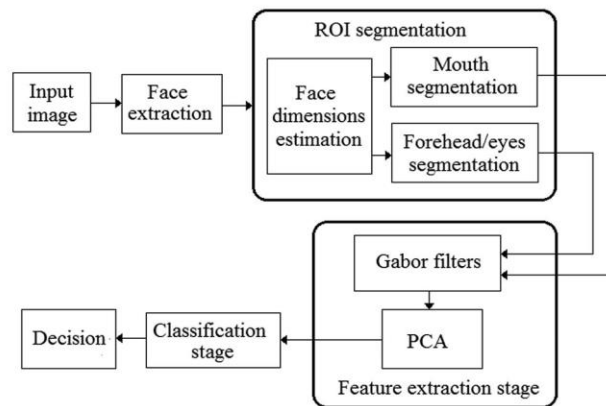 ROI segmentation
Input
image
Face
extraction
Face
dimensions
estimation
Mouth
segmentation
Forehead/eyes
segmentation
Gabor filters
PCA
Feature extraction stage
Classification
stage
Decision